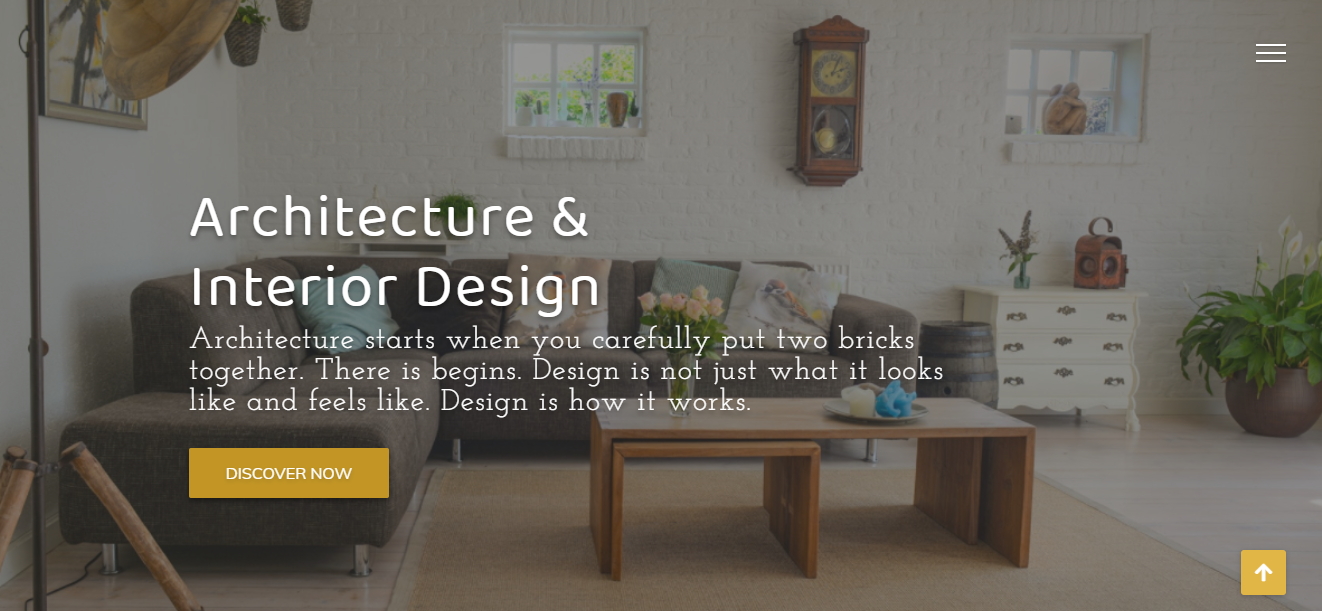 Architecture &
Interior Design
Architecture starts when you carefully put two bricks
together. There is begins. Design is not just what it looks
like and feels like. Design is how it works.
DISCOVER NOW